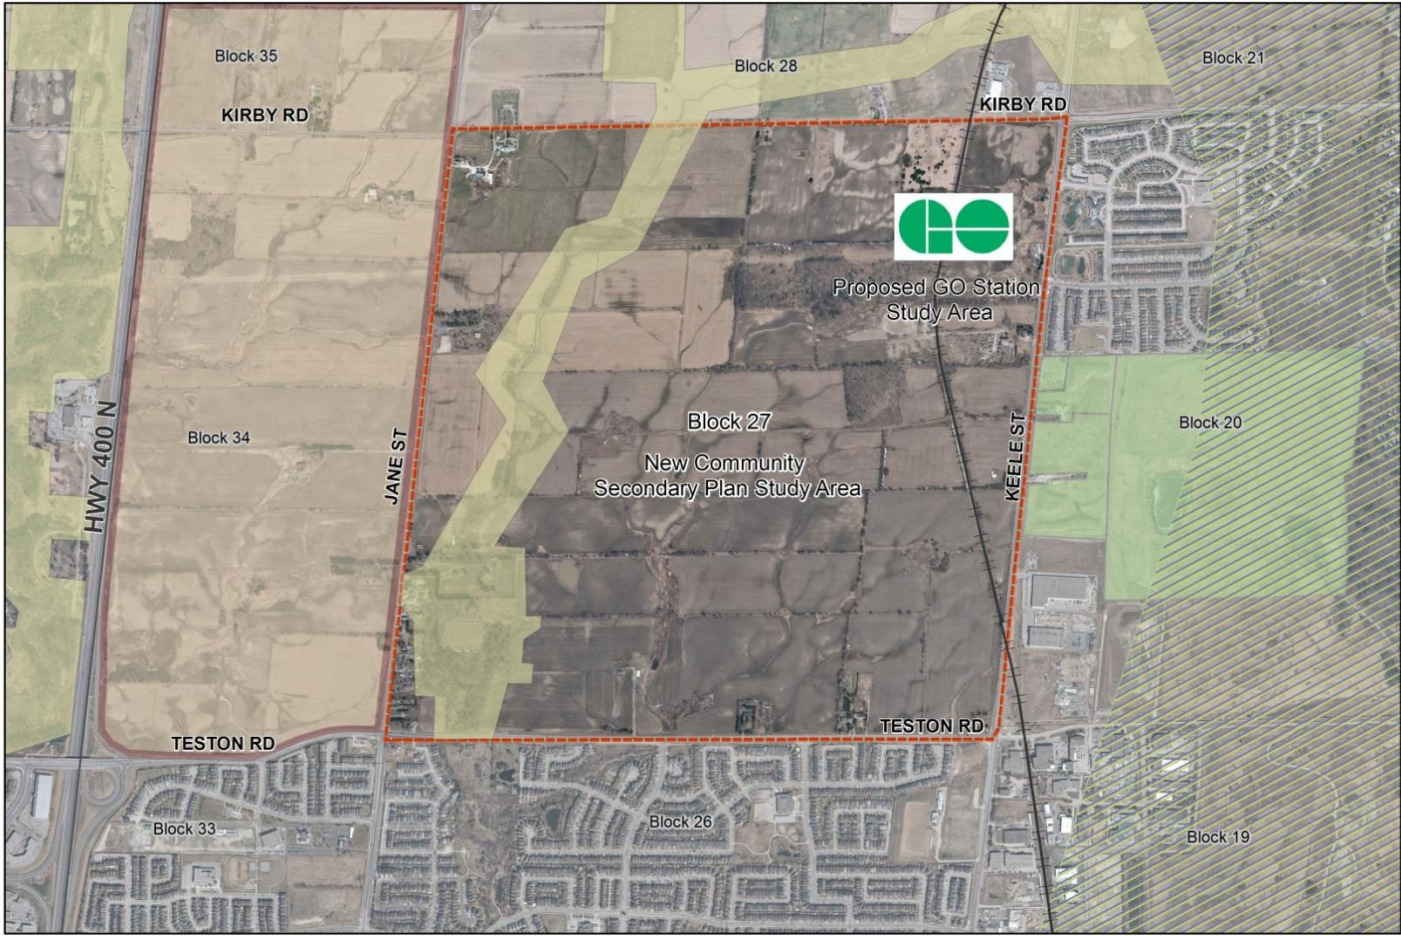 Block 35
Block 28
Block 21
KIRBY RD
KIRBY RD
GO
Proposed GO Station
Study Area
Block 27
New Community
Secondary Plan Study Area
Block 34
Block 20
HWY 400 N
JANE ST
KEELE ST
TESTON RD
TESTON RD
Block 33
Block 26
Block 19